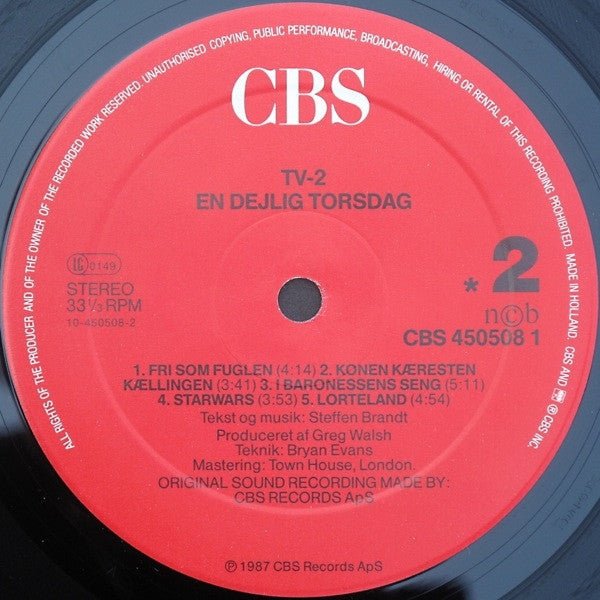 ALL RIGHTS OF THE PRODUCER AND OF THE OWNER OF THE RECORDED WORK RESERVED. UNAUTHORISED COPYING, PUBLIC PERFORMANCE, BROADCASTING, HIRING OR RENTAL OF THIS RECORDING PROHIBITED. MADE IN HOLLAND. CBS AND ℗ CBS INC.
CBS
TV-2
EN DEJLIG TORSDAG
LC 0149
STEREO
33⅓ RPM
10-450508-2
* 2
n©b
CBS 450508 1
1. FRI SOM FUGLEN (4:14) 2. KONEN KÆRESTEN
KÆLLINGEN (3:41) 3. I BARONESSENS SENG (5:11)
4. STARWARS (3:53) 5. LORTELAND (4:54)
Tekst og musik: Steffen Brandt
Produceret af Greg Walsh
Teknik: Bryan Evans
Mastering: Town House, London.
ORIGINAL SOUND RECORDING MADE BY:
CBS RECORDS ApS
℗ 1987 CBS Records ApS